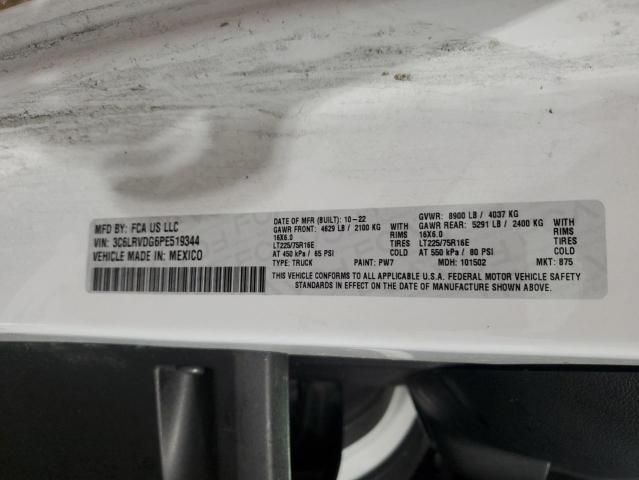 MFD BY: FCA US LLC
VIN: 3C6LRVDG6PE519344
VEHICLE MADE IN: MEXICO
DATE OF MFR (BUILT): 10-22
GAWR FRONT: 4629 LB / 2100 KG WITH
16X6.0 RIMS
LT225/75R16E TIRES
AT 450 kPa / 65 PSI COLD
TYPE: TRUCK PAINT: PW7
GVWR: 8900 LB / 4037 KG
GAWR REAR: 5291 LB / 2400 KG WITH
16X6.0 RIMS
LT225/75R16E TIRES
AT 550 kPa / 80 PSI COLD
MDH: 101502 MKT: 875
THIS VEHICLE CONFORMS TO ALL APPLICABLE U.S.A. FEDERAL MOTOR VEHICLE SAFETY
STANDARDS IN EFFECT ON THE DATE OF MANUFACTURE SHOWN ABOVE.